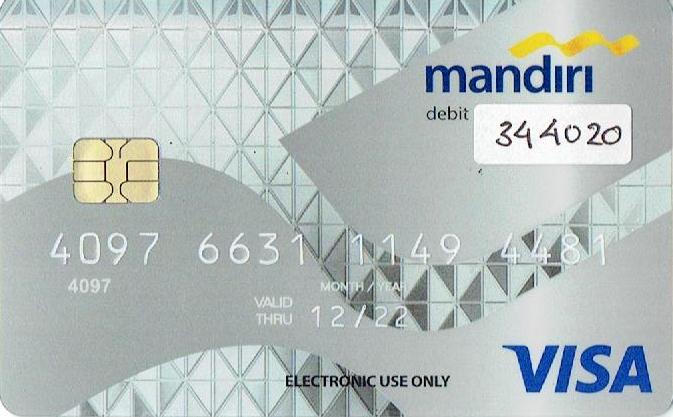 mandiri
debit
344020
4097 6631 1149 4481
4097
MONTH / YEAR
VALID
THRU 12/22
ELECTRONIC USE ONLY
VISA